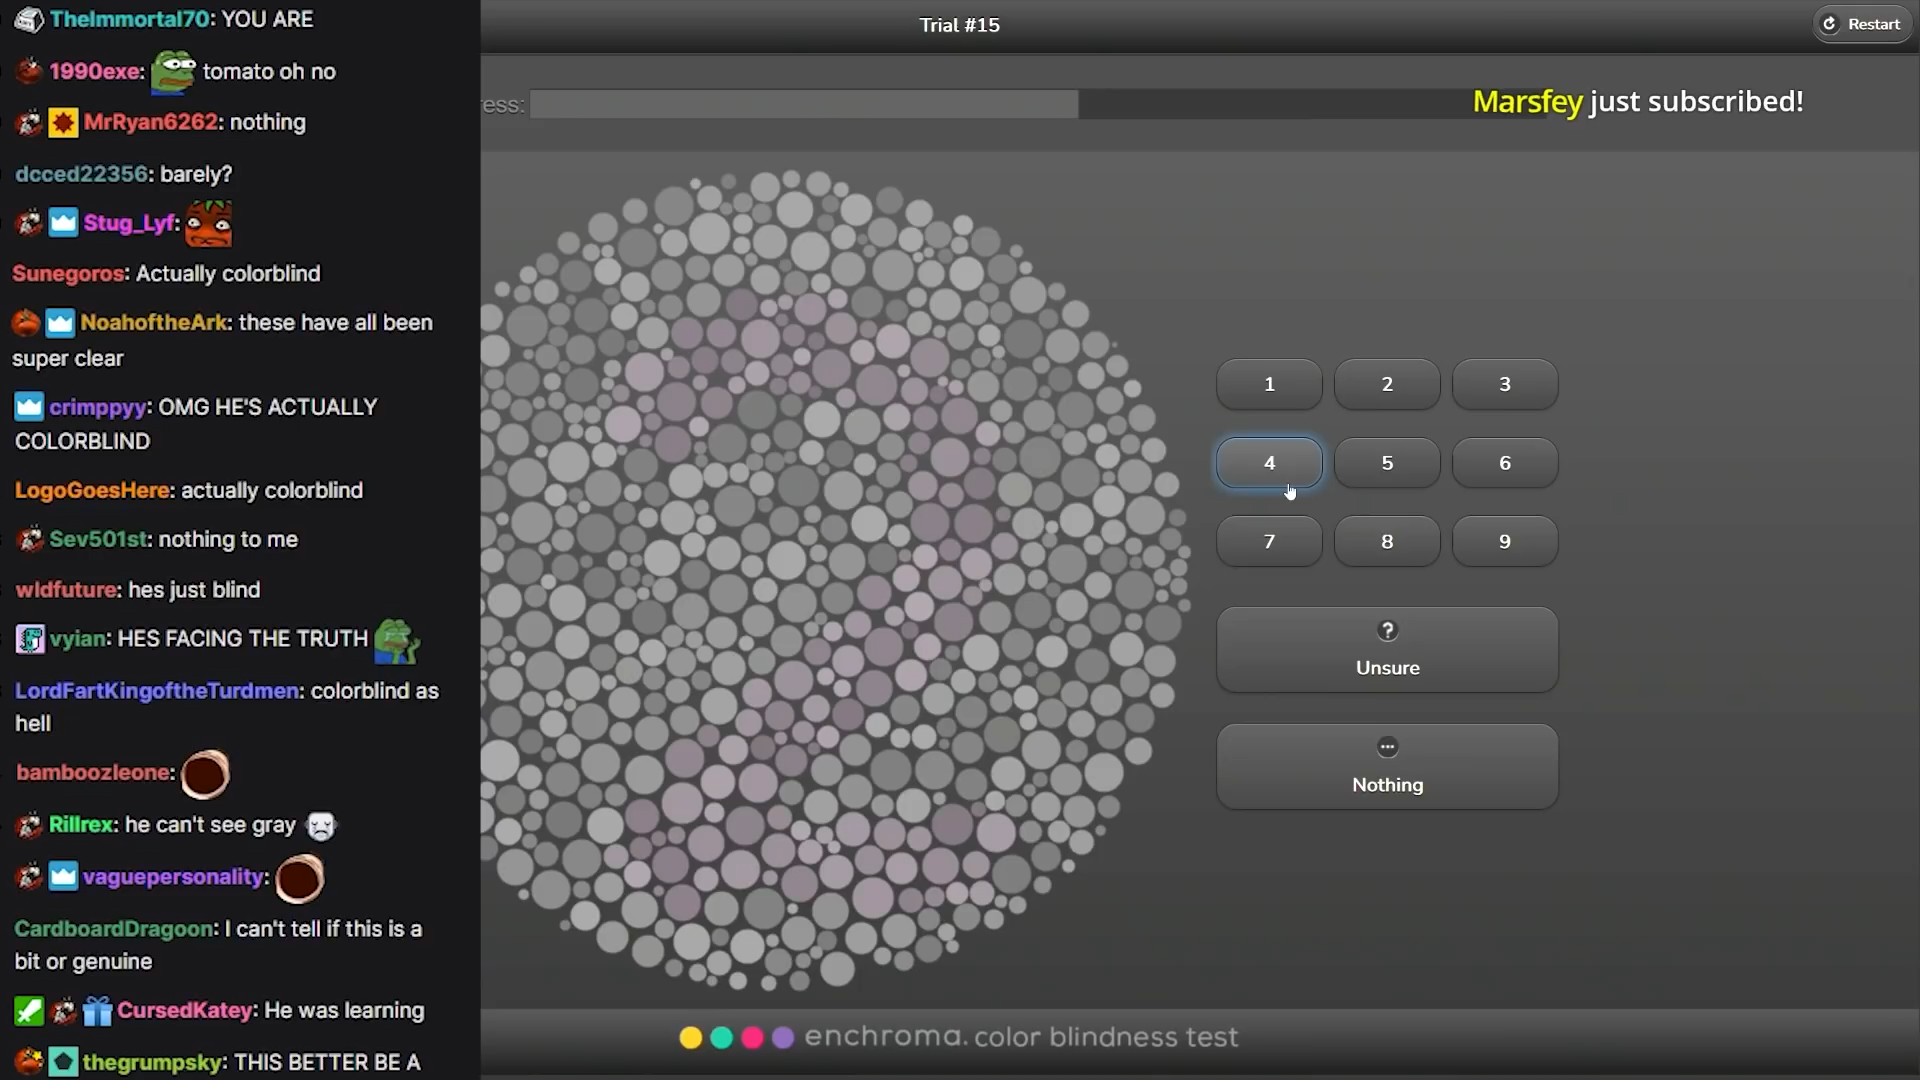 TheImmortal70: YOU ARE
1990exe: tomato oh no
MrRyan6262: nothing
dcced22356: barely?
Stug_Lyf:
Sunegoros: Actually colorblind
NoahoftheArk: these have all been
super clear
crimppyy: OMG HE'S ACTUALLY
COLORBLIND
LogoGoesHere: actually colorblind
Sev501st: nothing to me
wldfuture: hes just blind
vyian: HES FACING THE TRUTH
LordFartKingoftheTurdmen: colorblind as
hell
bamboozleone:
Rillrex: he can't see gray
vaguepersonality:
CardboardDragoon: I can't tell if this is a
bit or genuine
CursedKatey: He was learning
thegrumpsky: THIS BETTER BE A
Trial #15
Restart
ress:
Marsfey just subscribed!
2
1 2 3
4 5 6
7 8 9
?
Unsure
Nothing
enchroma. color blindness test